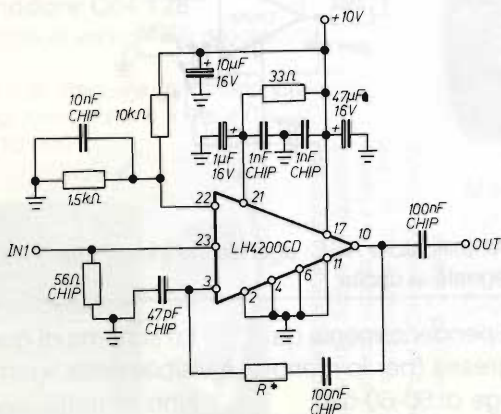 +10V
10µF
16V
33Ω
47µF
16V
10nF
CHIP
10kΩ
1µF
16V
1nF
CHIP
1nF
CHIP
1,5kΩ
22
21
17
10
100nF
CHIP
OUT
IN1
23
LH4200CD
11
6
4
2
3
56Ω
CHIP
47pF
CHIP
R*
100nF
CHIP